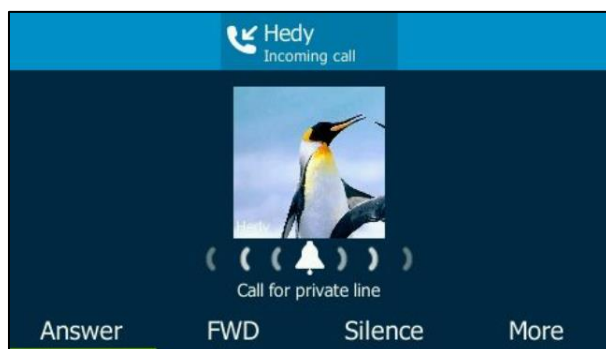 Hedy
Incoming call
Hedy
Call for private line
Answer FWD Silence More